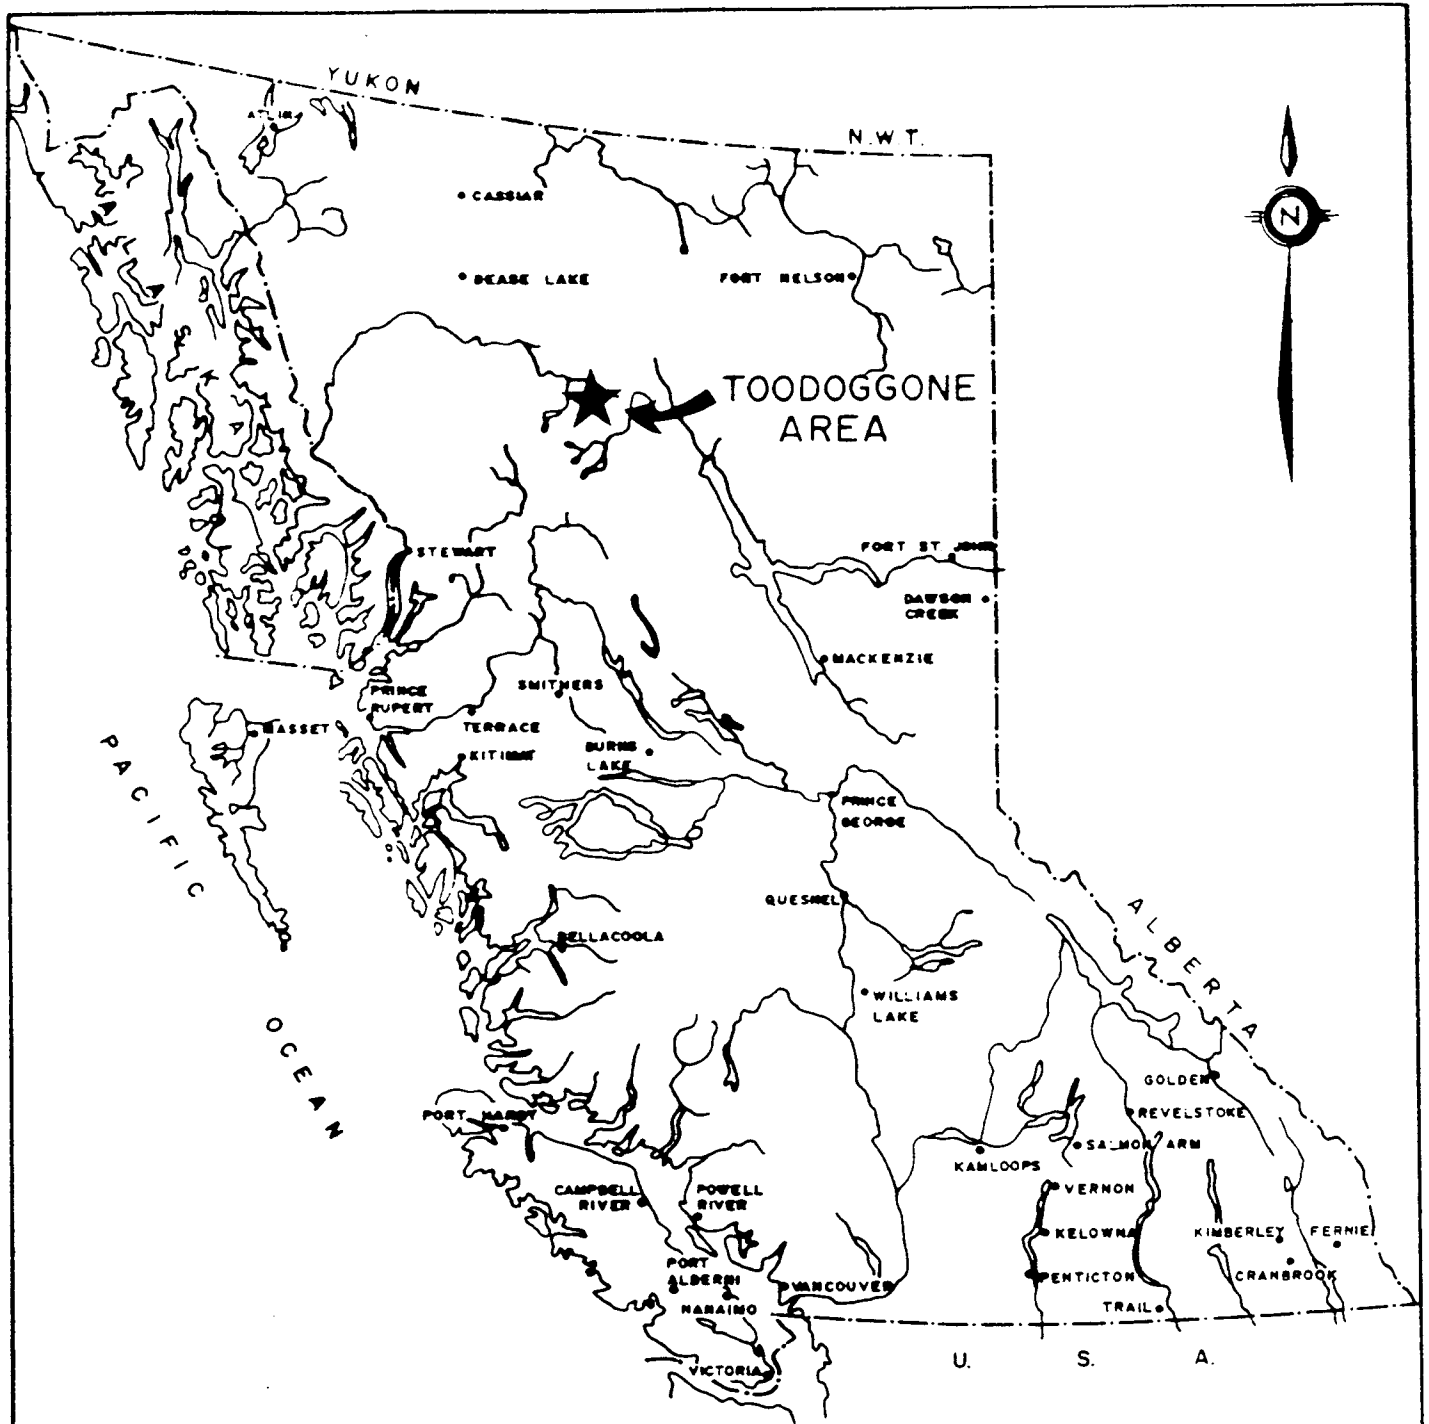 YUKON
N.W.T.
ATLIN
CASSIAR
DEASE LAKE
FORT NELSON
N
ALASKA
TOODOGGONE
AREA
STEWART
FORT ST. JOHN
DAWSON
CREEK
MACKENZIE
PRINCE
RUPERT
SMITHERS
TERRACE
MASSET
KITIMAT
BURNS
LAKE
PACIFIC
OCEAN
PRINCE
GEORGE
QUESNEL
ALBERTA
BELLACOOLA
WILLIAMS
LAKE
GOLDEN
REVELSTOKE
PORT HARDY
SALMON ARM
KAMLOOPS
CAMPBELL
RIVER
POWELL
RIVER
VERNON
KELOWNA
KIMBERLEY
FERNIE
PORT
ALBERNI
VANCOUVER
PENTICTON
CRANBROOK
NANAIMO
TRAIL
U. S. A.
VICTORIA